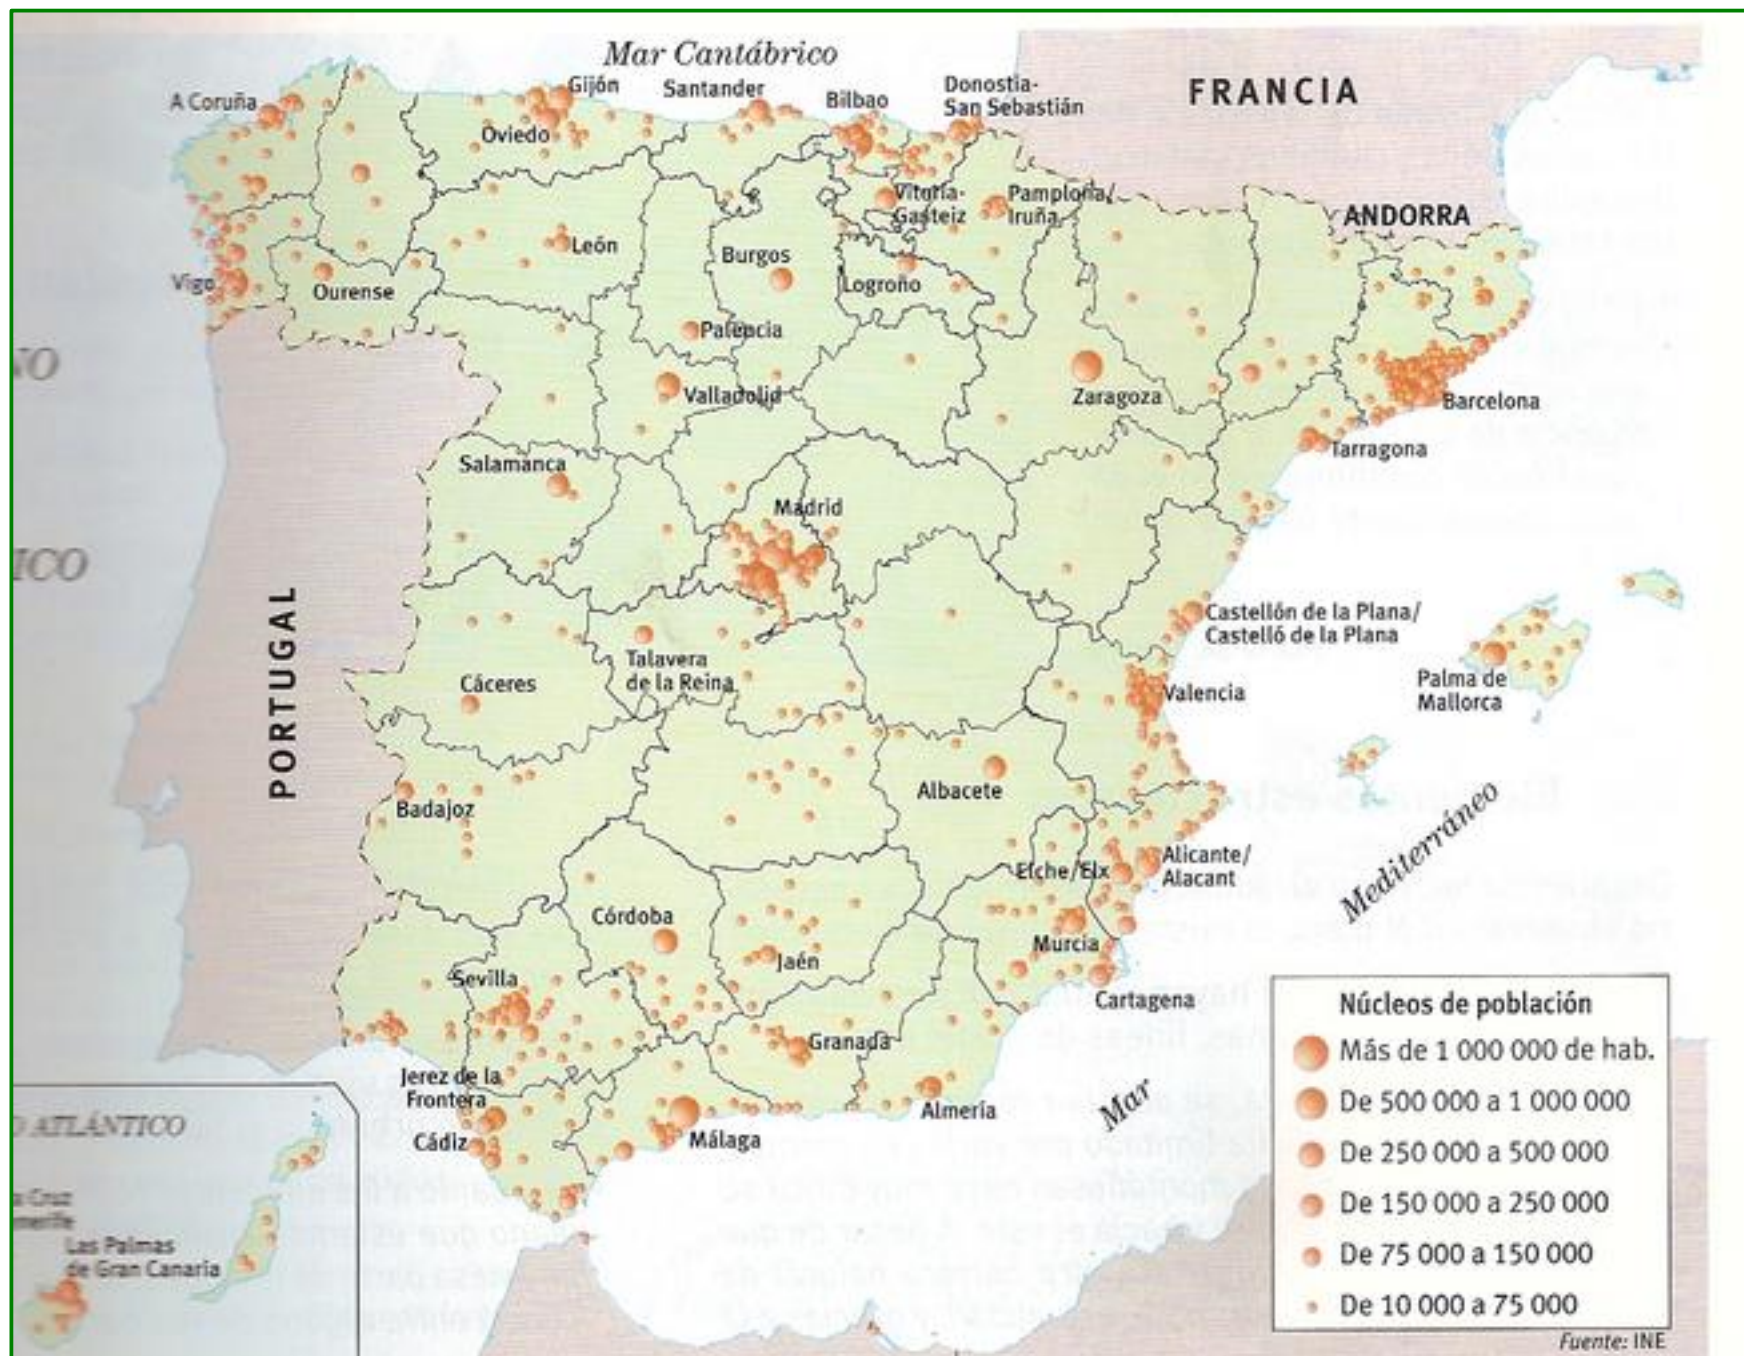 Mar Cantábrico
FRANCIA
A Coruña
Gijón
Oviedo
Santander
Bilbao
Donostia-
San Sebastián
Vitoria-
Gasteiz
Pamplona/
Iruña
ANDORRA
León
Burgos
Logroño
Vigo
Ourense
Palencia
Valladolid
Zaragoza
Barcelona
Tarragona
Salamanca
Madrid
NO
ICO
PORTUGAL
Castellón de la Plana/
Castelló de la Plana
Talavera
de la Reina
Cáceres
Valencia
Palma de
Mallorca
Badajoz
Albacete
Elche/Elx
Alicante/
Alacant
Mar Mediterráneo
Córdoba
Jaén
Murcia
Cartagena
Sevilla
Granada
Jerez de la
Frontera
Cádiz
Málaga
Almería
O ATLÁNTICO
a Cruz
nerife
Las Palmas
de Gran Canaria
Núcleos de población
Más de 1 000 000 de hab.
De 500 000 a 1 000 000
De 250 000 a 500 000
De 150 000 a 250 000
De 75 000 a 150 000
De 10 000 a 75 000
Fuente: INE